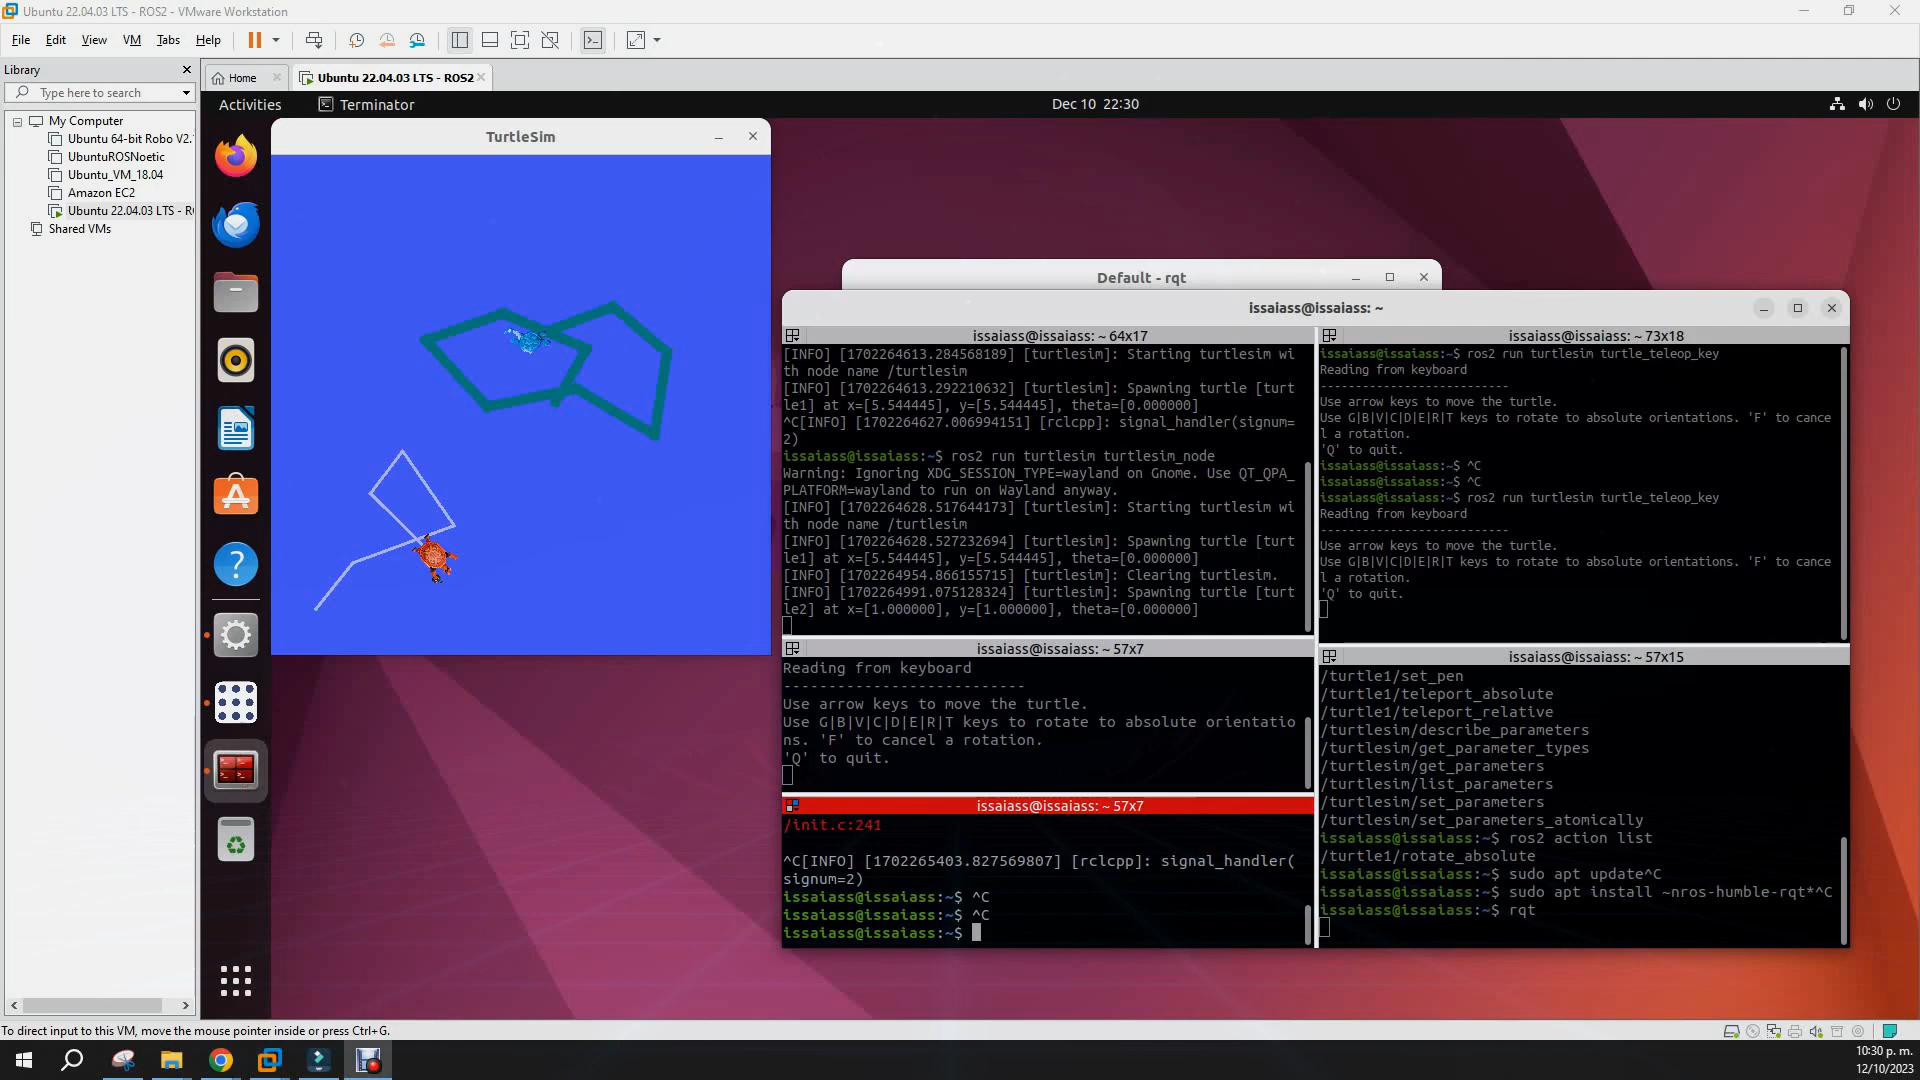 Ubuntu 22.04.03 LTS - ROS2 - VMware Workstation
File Edit View VM Tabs Help
Library
Type here to search
My Computer
Ubuntu 64-bit Robo V2.
UbuntuROSNoetic
Ubuntu_VM_18.04
Amazon EC2
Ubuntu 22.04.03 LTS - R
Shared VMs
Home
Ubuntu 22.04.03 LTS - ROS2
Activities
Terminator
Dec 10 22:30
TurtleSim
Default - rqt
issaiass@issaiass: ~
issaiass@issaiass: ~ 64x17
[INFO] [1702264613.284568189] [turtlesim]: Starting turtlesim wi
th node name /turtlesim
[INFO] [1702264613.292210632] [turtlesim]: Spawning turtle [turt
le1] at x=[5.544445], y=[5.544445], theta=[0.000000]
^C[INFO] [1702264627.006994151] [rclcpp]: signal_handler(signum=
2)
issaiass@issaiass:~$ ros2 run turtlesim turtlesim_node
Warning: Ignoring XDG_SESSION_TYPE=wayland on Gnome. Use QT_QPA_
PLATFORM=wayland to run on Wayland anyway.
[INFO] [1702264628.517644173] [turtlesim]: Starting turtlesim wi
th node name /turtlesim
[INFO] [1702264628.527232694] [turtlesim]: Spawning turtle [turt
le1] at x=[5.544445], y=[5.544445], theta=[0.000000]
[INFO] [1702264954.866155715] [turtlesim]: Clearing turtlesim.
[INFO] [1702264991.075128324] [turtlesim]: Spawning turtle [turt
le2] at x=[1.000000], y=[1.000000], theta=[0.000000]
issaiass@issaiass: ~ 73x18
issaiass@issaiass:~$ ros2 run turtlesim turtle_teleop_key
Reading from keyboard
---------------------------
Use arrow keys to move the turtle.
Use G|B|V|C|D|E|R|T keys to rotate to absolute orientations. 'F' to cance
l a rotation.
'Q' to quit.
issaiass@issaiass:~$ ^C
issaiass@issaiass:~$ ^C
issaiass@issaiass:~$ ros2 run turtlesim turtle_teleop_key
Reading from keyboard
---------------------------
Use arrow keys to move the turtle.
Use G|B|V|C|D|E|R|T keys to rotate to absolute orientations. 'F' to cance
l a rotation.
'Q' to quit.
issaiass@issaiass: ~ 57x7
Reading from keyboard
---------------------------
Use arrow keys to move the turtle.
Use G|B|V|C|D|E|R|T keys to rotate to absolute orientatio
ns. 'F' to cancel a rotation.
'Q' to quit.
issaiass@issaiass: ~ 57x7
/init.c:241
^C[INFO] [1702265403.827569807] [rclcpp]: signal_handler(
signum=2)
issaiass@issaiass:~$ ^C
issaiass@issaiass:~$ ^C
issaiass@issaiass:~$
issaiass@issaiass: ~ 57x15
/turtle1/set_pen
/turtle1/teleport_absolute
/turtle1/teleport_relative
/turtlesim/describe_parameters
/turtlesim/get_parameter_types
/turtlesim/get_parameters
/turtlesim/list_parameters
/turtlesim/set_parameters
/turtlesim/set_parameters_atomically
issaiass@issaiass:~$ ros2 action list
/turtle1/rotate_absolute
issaiass@issaiass:~$ sudo apt update^C
issaiass@issaiass:~$ sudo apt install ~nros-humble-rqt*^C
issaiass@issaiass:~$ rqt
To direct input to this VM, move the mouse pointer inside or press Ctrl+G.
10:30 p. m.
12/10/2023